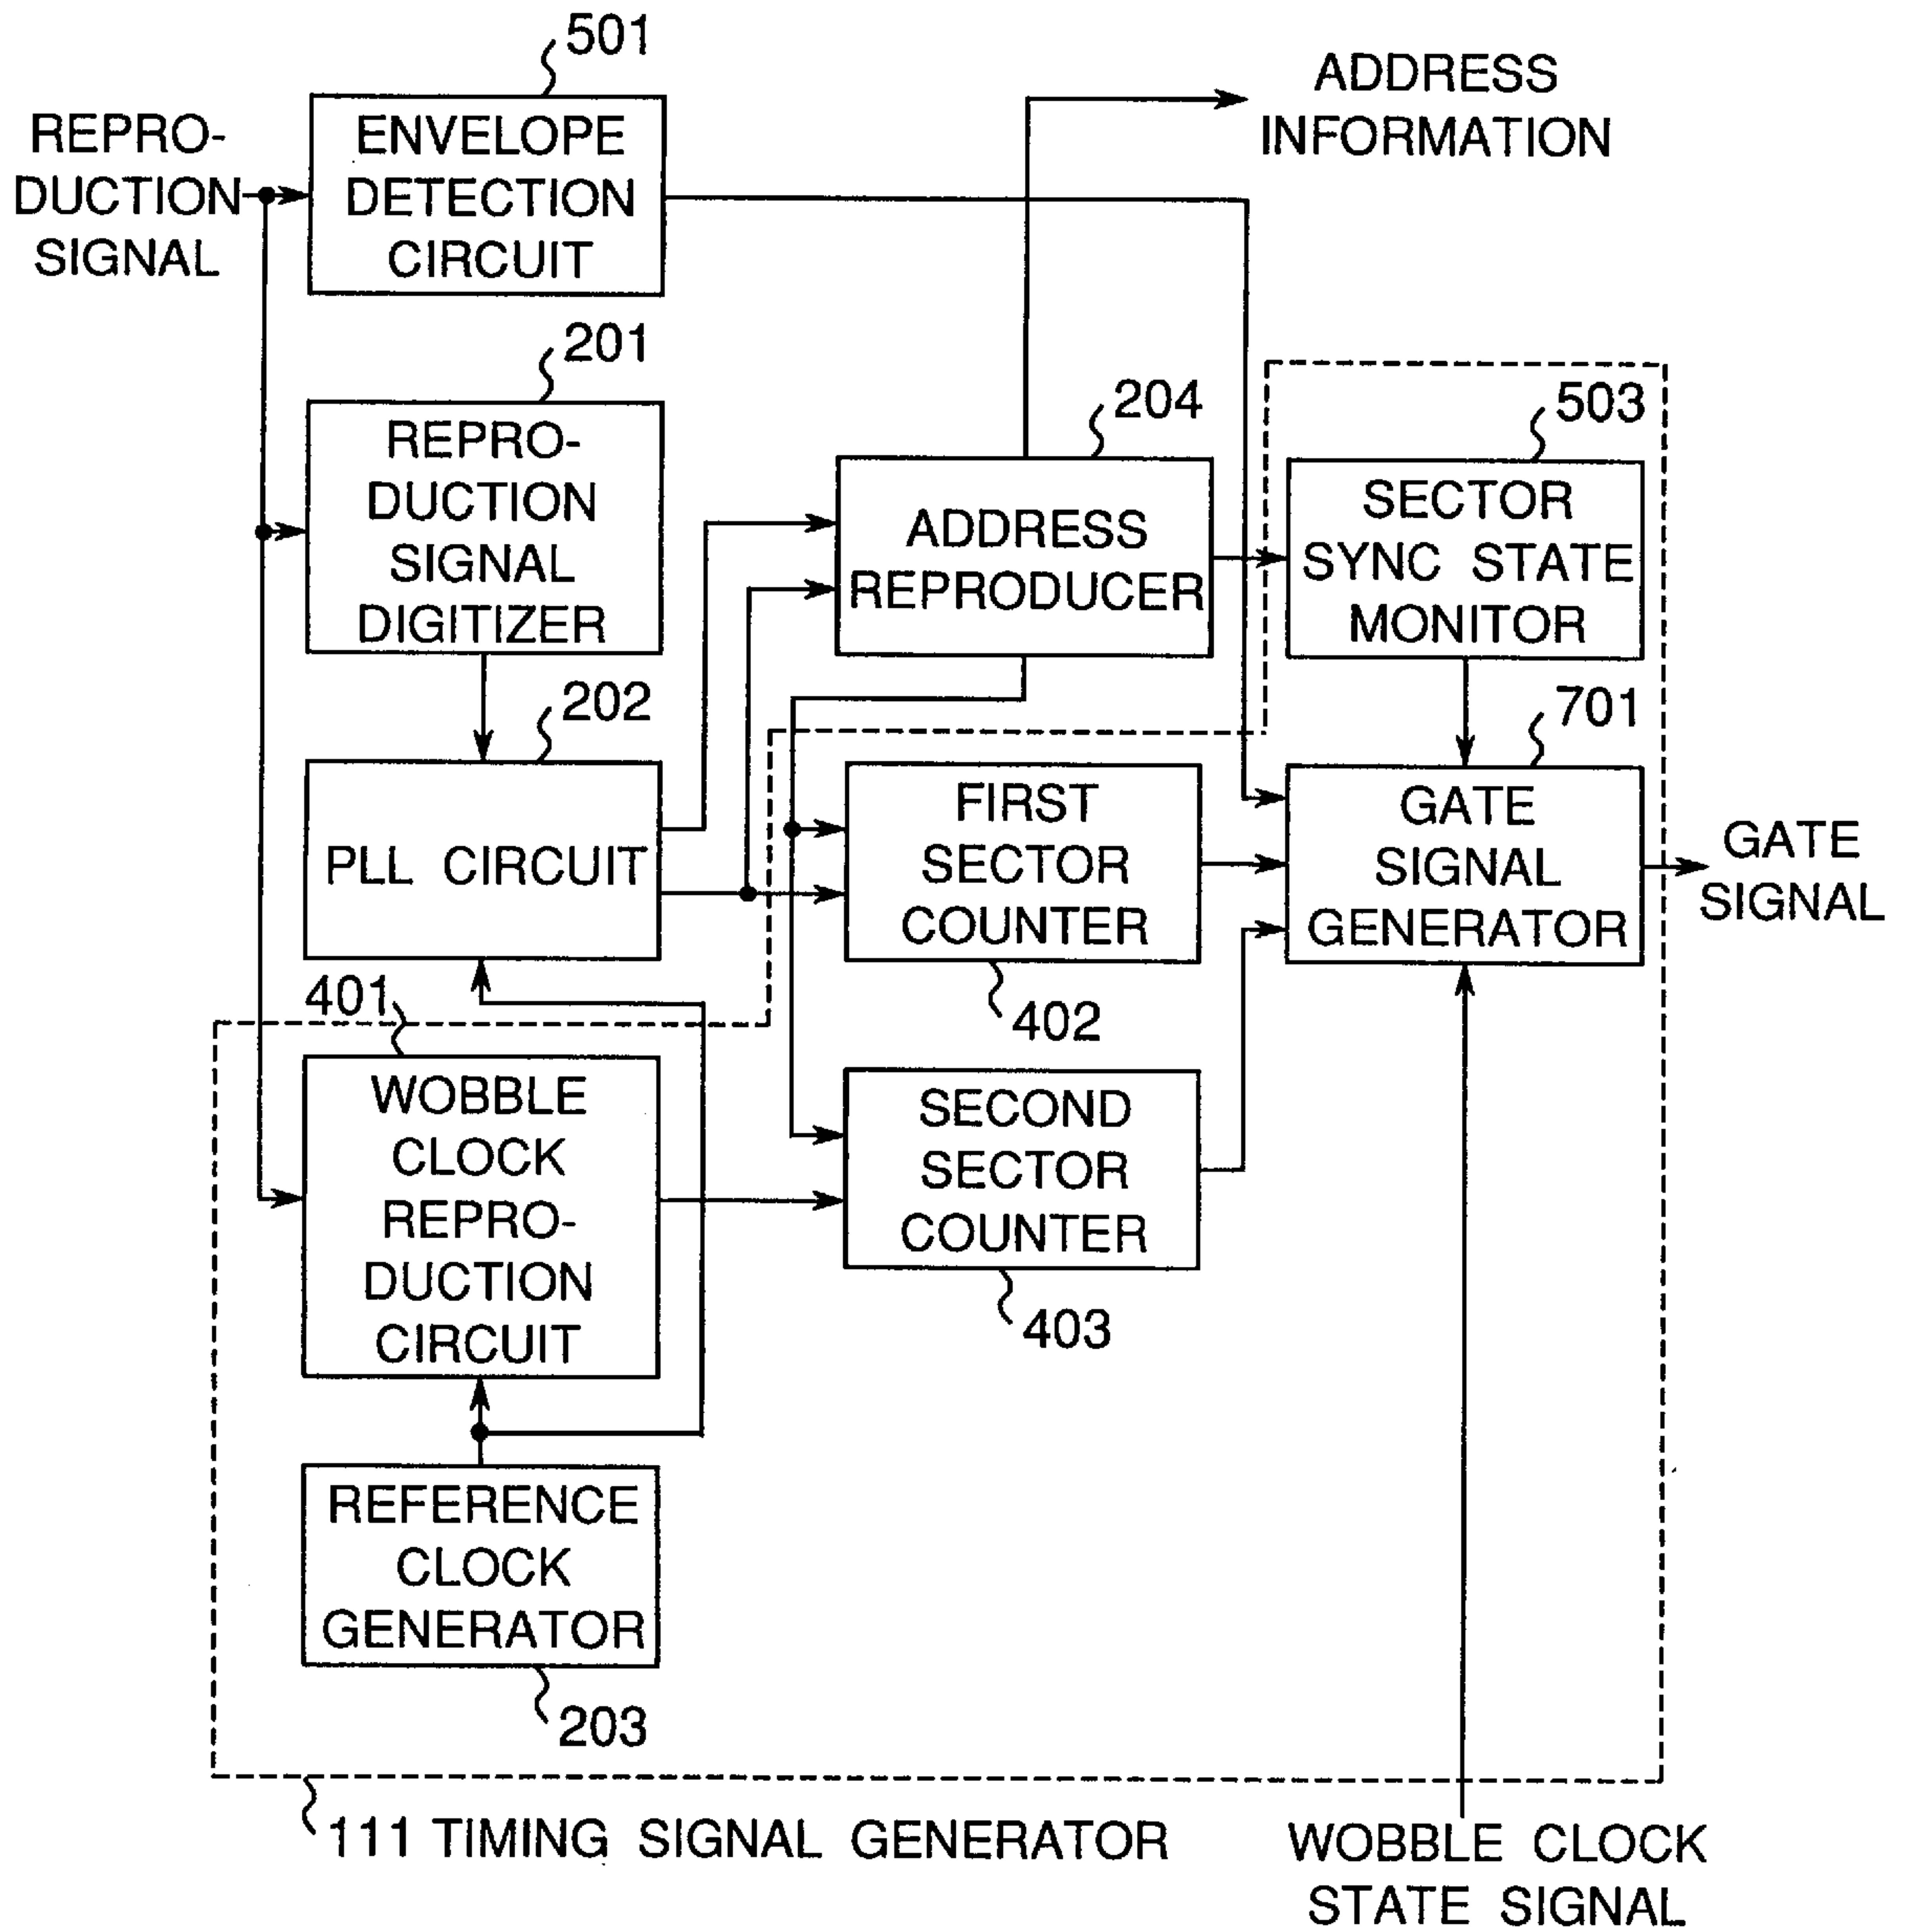 501
REPRO-
DUCTION
SIGNAL
ENVELOPE
DETECTION
CIRCUIT
ADDRESS
INFORMATION
201
REPRO-
DUCTION
SIGNAL
DIGITIZER
204
ADDRESS
REPRODUCER
503
SECTOR
SYNC STATE
MONITOR
202
PLL CIRCUIT
FIRST
SECTOR
COUNTER
402
701
GATE
SIGNAL
GENERATOR
GATE
SIGNAL
401
WOBBLE
CLOCK
REPRO-
DUCTION
CIRCUIT
SECOND
SECTOR
COUNTER
403
REFERENCE
CLOCK
GENERATOR
203
111 TIMING SIGNAL GENERATOR
WOBBLE CLOCK
STATE SIGNAL